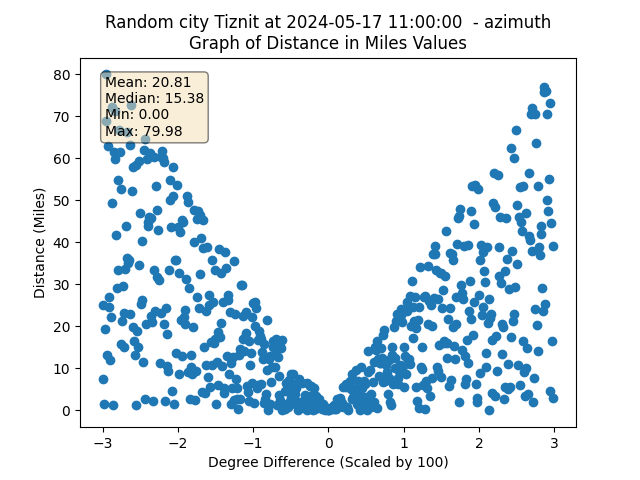 Random city Tiznit at 2024-05-17 11:00:00 - azimuth
Graph of Distance in Miles Values
Mean: 20.81
Median: 15.38
Min: 0.00
Max: 79.98
80
70
60
50
40
30
20
10
0
Distance (Miles)
−3
−2
−1
0
1
2
3
Degree Difference (Scaled by 100)